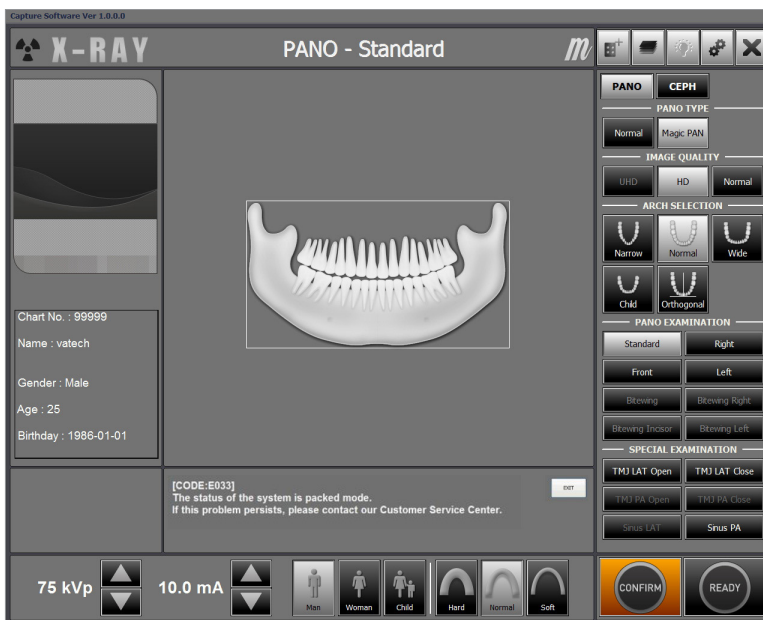 Capture Software Ver 1.0.0.0
X-RAY
PANO - Standard
m
PANO
CEPH
PANO TYPE
Normal
Magic PAN
IMAGE QUALITY
UHD
HD
Normal
ARCH SELECTION
Narrow
Normal
Wide
Child
Orthogonal
PANO EXAMINATION
Standard
Right
Front
Left
Bitewing
Bitewing Right
Bitewing Incisor
Bitewing Left
SPECIAL EXAMINATION
TMJ LAT Open
TMJ LAT Close
TMJ PA Open
TMJ PA Close
Sinus LAT
Sinus PA
Chart No. : 99999
Name : vatech
Gender : Male
Age : 25
Birthday : 1986-01-01
[CODE:E033]
The status of the system is packed mode.
If this problem persists, please contact our Customer Service Center.
EXIT
75 kVp
10.0 mA
Man
Woman
Child
Hard
Normal
Soft
CONFIRM
READY